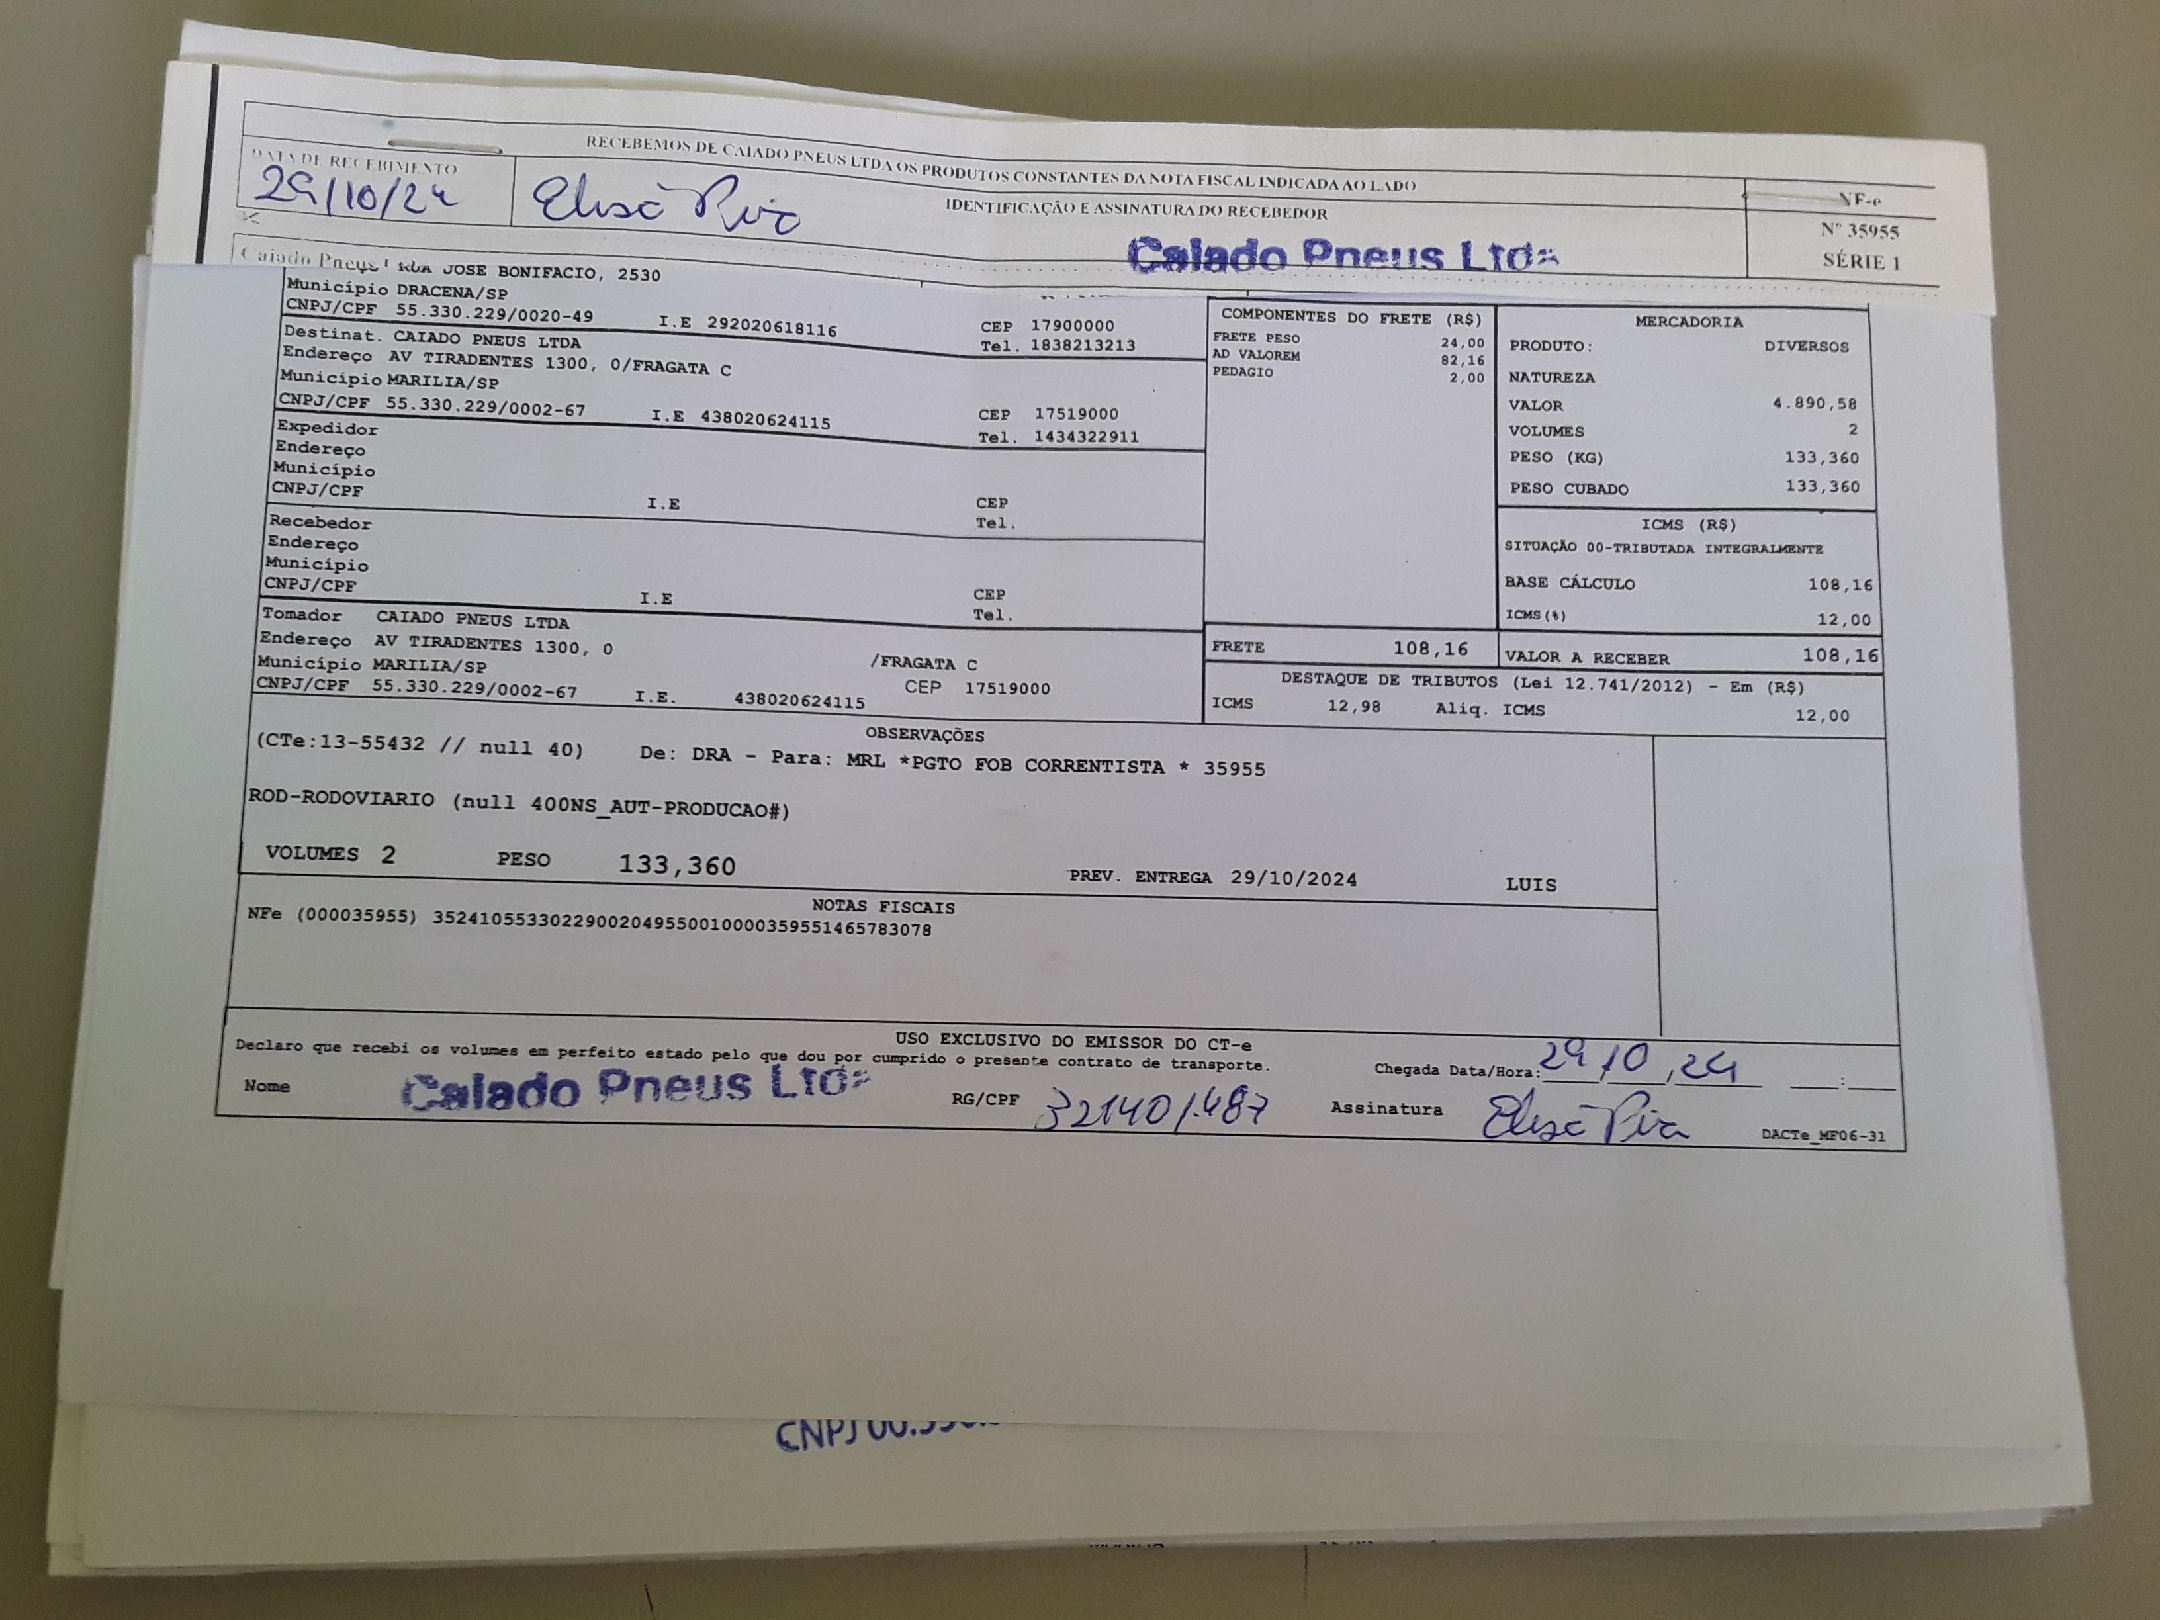 RECEBEMOS DE CAIADO PNEUS LTDA OS PRODUTOS CONSTANTES DA NOTA FISCAL INDICADA AO LADO
DATA DE RECEBIMENTO
29/10/24
IDENTIFICAÇÃO E ASSINATURA DO RECEBEDOR
Elisa Piva
Caiado Pneus Ltda
NF-e
Nº 35955
SÉRIE 1
Caiado Pneus
RUA JOSE BONIFACIO, 2530
Município DRACENA/SP
CNPJ/CPF 55.330.229/0020-49 I.E 292020618116 CEP 17900000
Tel. 1838213213
Destinat. CAIADO PNEUS LTDA
Endereço AV TIRADENTES 1300, 0/FRAGATA C
Município MARILIA/SP
CNPJ/CPF 55.330.229/0002-67 I.E 438020624115 CEP 17519000
Tel. 1434322911
Expedidor
Endereço
Município
CNPJ/CPF I.E CEP
Tel.
Recebedor
Endereço
Município
CNPJ/CPF I.E CEP
Tel.
Tomador CAIADO PNEUS LTDA
Endereço AV TIRADENTES 1300, 0 /FRAGATA C
Município MARILIA/SP CEP 17519000
CNPJ/CPF 55.330.229/0002-67 I.E. 438020624115
COMPONENTES DO FRETE (R$)
FRETE PESO 24,00
AD VALOREM 82,16
PEDAGIO 2,00
FRETE 108,16
MERCADORIA
PRODUTO: DIVERSOS
NATUREZA
VALOR 4.890,58
VOLUMES 2
PESO (KG) 133,360
PESO CUBADO 133,360
ICMS (R$)
SITUAÇÃO 00-TRIBUTADA INTEGRALMENTE
BASE CÁLCULO 108,16
ICMS(%) 12,00
VALOR A RECEBER 108,16
DESTAQUE DE TRIBUTOS (Lei 12.741/2012) - Em (R$)
ICMS 12,98 Aliq. ICMS 12,00
OBSERVAÇÕES
(CTe:13-55432 // null 40) De: DRA - Para: MRL *PGTO FOB CORRENTISTA * 35955
ROD-RODOVIARIO (null 400NS_AUT-PRODUCAO#)
VOLUMES 2 PESO 133,360 PREV. ENTREGA 29/10/2024 LUIS
NOTAS FISCAIS
NFe (000035955) 35241055330229002049550010000359551465783078
USO EXCLUSIVO DO EMISSOR DO CT-e
Declaro que recebi os volumes em perfeito estado pelo que dou por cumprido o presente contrato de transporte.
Chegada Data/Hora: 29 10 24 :
Nome Caiado Pneus Ltda RG/CPF 321401.487 Assinatura Elisa Piva
DACTe_MF06-31